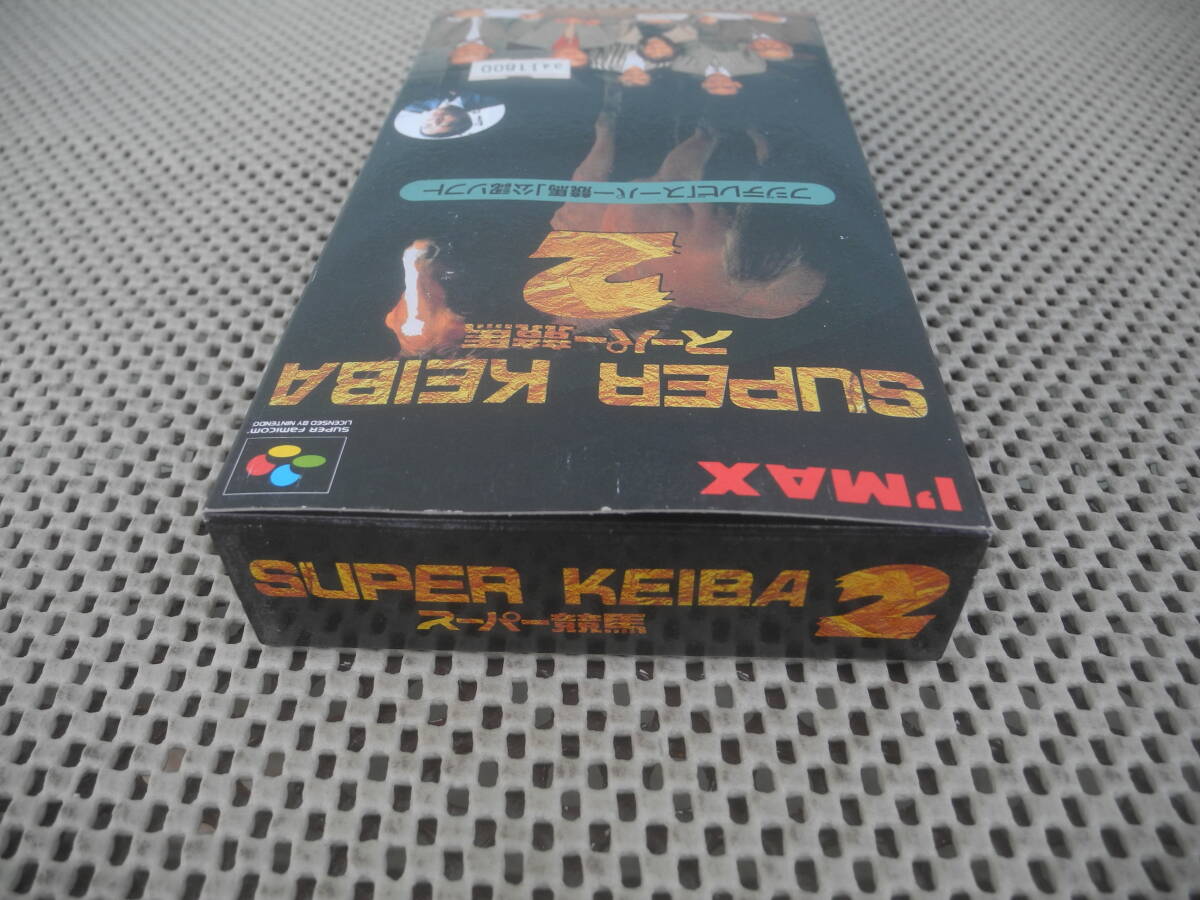 I'MAX
SUPER FAMICOM™
LICENSED BY NINTENDO
SUPER KEIBA
スーパー競馬
2
フジテレビ「スーパー競馬」公認ソフト
11800
SUPER KEIBA 2
スーパー競馬